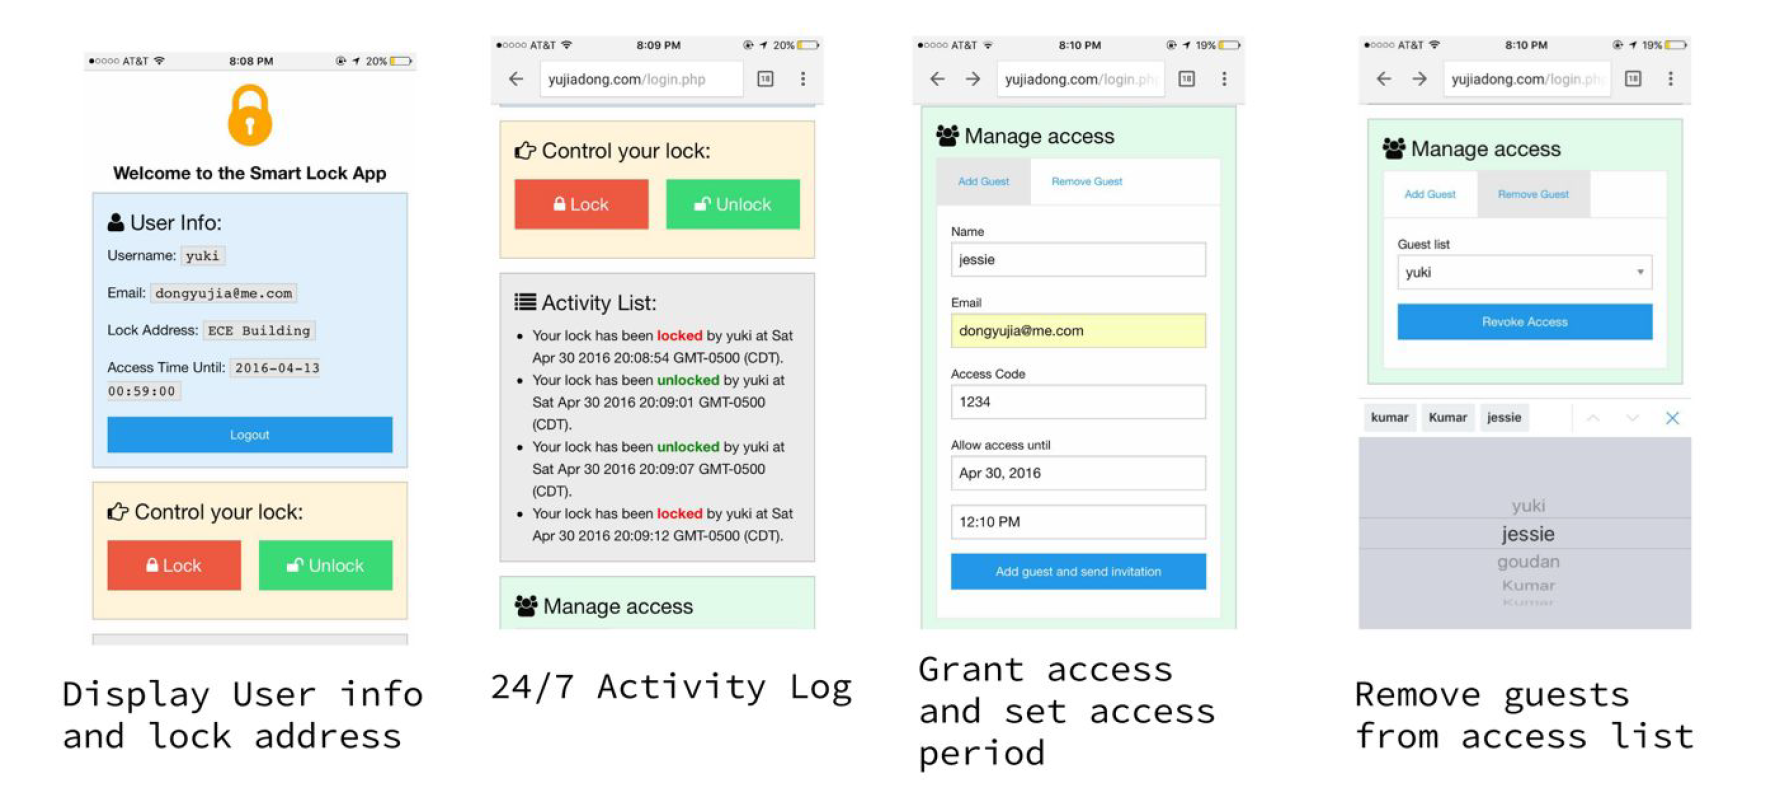 ●○○○○ AT&T 8:08 PM 20%
Welcome to the Smart Lock App
User Info:
Username: yuki
Email: dongyujia@me.com
Lock Address: ECE Building
Access Time Until: 2016-04-13
00:59:00
Logout
Control your lock:
Lock Unlock
Display User info
and lock address
●○○○○ AT&T 8:09 PM 20%
yujiadong.com/login.php 18
Control your lock:
Lock Unlock
Activity List:
• Your lock has been locked by yuki at Sat
Apr 30 2016 20:08:54 GMT-0500 (CDT).
• Your lock has been unlocked by yuki at
Sat Apr 30 2016 20:09:01 GMT-0500
(CDT).
• Your lock has been unlocked by yuki at
Sat Apr 30 2016 20:09:07 GMT-0500
(CDT).
• Your lock has been locked by yuki at Sat
Apr 30 2016 20:09:12 GMT-0500 (CDT).
Manage access
24/7 Activity Log
●○○○○ AT&T 8:10 PM 19%
yujiadong.com/login.ph 18
Manage access
Add Guest Remove Guest
Name
jessie
Email
dongyujia@me.com
Access Code
1234
Allow access until
Apr 30, 2016
12:10 PM
Add guest and send invitation
Grant access
and set access
period
●○○○○ AT&T 8:10 PM 19%
yujiadong.com/login.php 18
Manage access
Add Guest Remove Guest
Guest list
yuki
Revoke Access
kumar Kumar jessie
yuki
jessie
goudan
Kumar
Kumar
Remove guests
from access list